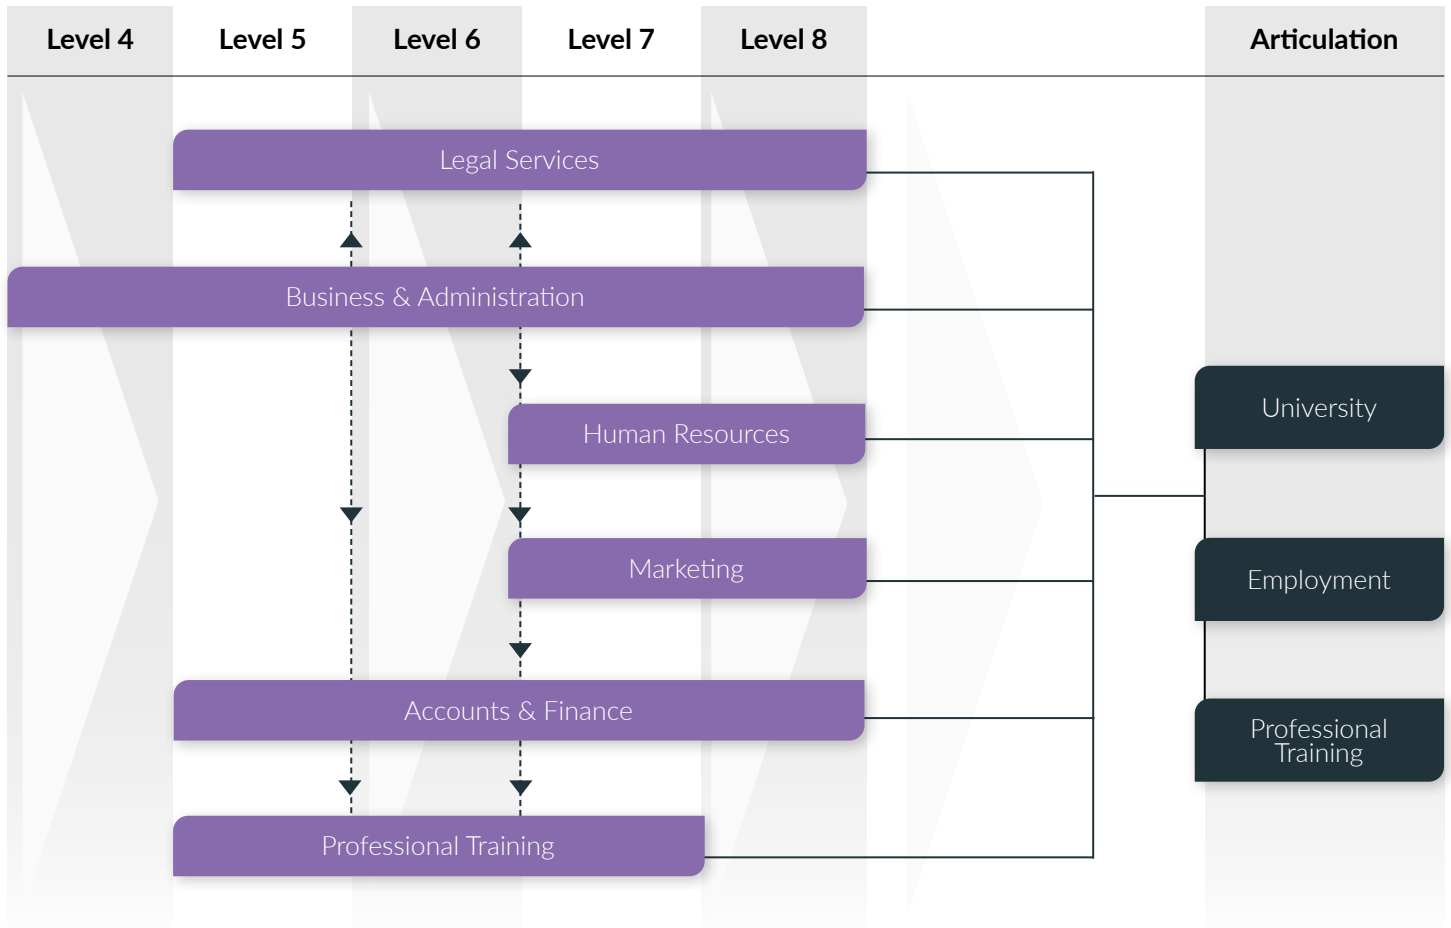 Level 4
Level 5
Level 6
Level 7
Level 8
Articulation
Legal Services
Business & Administration
Human Resources
University
Marketing
Employment
Accounts & Finance
Professional
Training
Professional Training